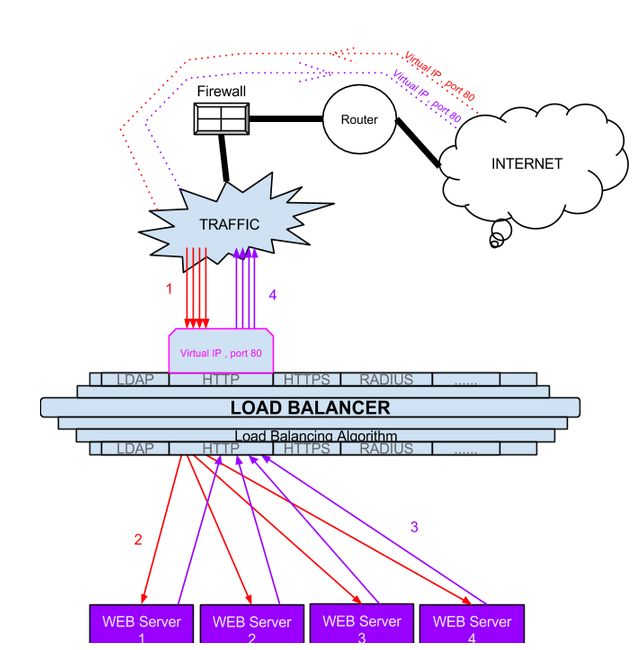 Virtual IP , port 80
Virtual IP , port 80
Firewall
Router
INTERNET
TRAFFIC
1
4
Virtual IP , port 80
LDAP HTTP HTTPS RADIUS ......
LOAD BALANCER
Load Balancing Algorithm
LDAP HTTP HTTPS RADIUS ......
2
3
WEB Server
1
WEB Server
2
WEB Server
3
WEB Server
4